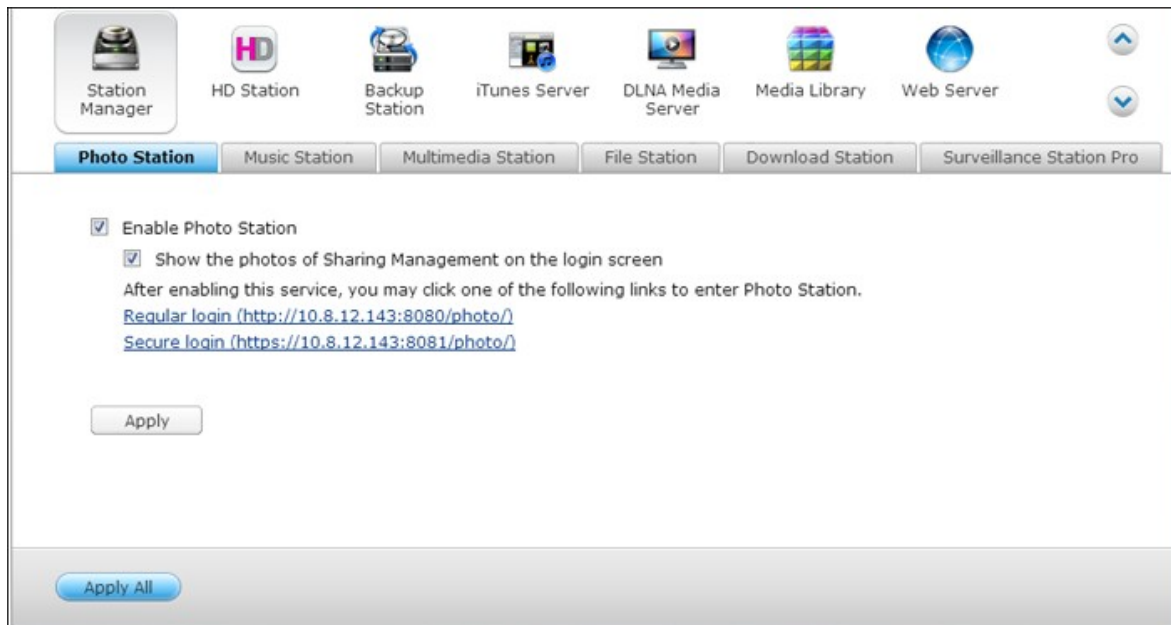 HD
Station Manager
HD Station
Backup Station
iTunes Server
DLNA Media Server
Media Library
Web Server
Photo Station
Music Station
Multimedia Station
File Station
Download Station
Surveillance Station Pro
Enable Photo Station
Show the photos of Sharing Management on the login screen
After enabling this service, you may click one of the following links to enter Photo Station.
Regular login (http://10.8.12.143:8080/photo/)
Secure login (https://10.8.12.143:8081/photo/)
Apply
Apply All